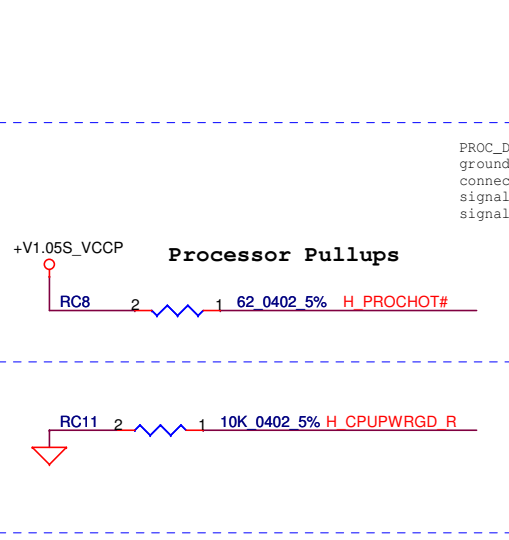 PROC_D
ground
connec
signal
signal
+V1.05S_VCCP
Processor Pullups
RC8 2 1 62_0402_5% H_PROCHOT#
RC11 2 1 10K_0402_5% H_CPUPWRGD_R